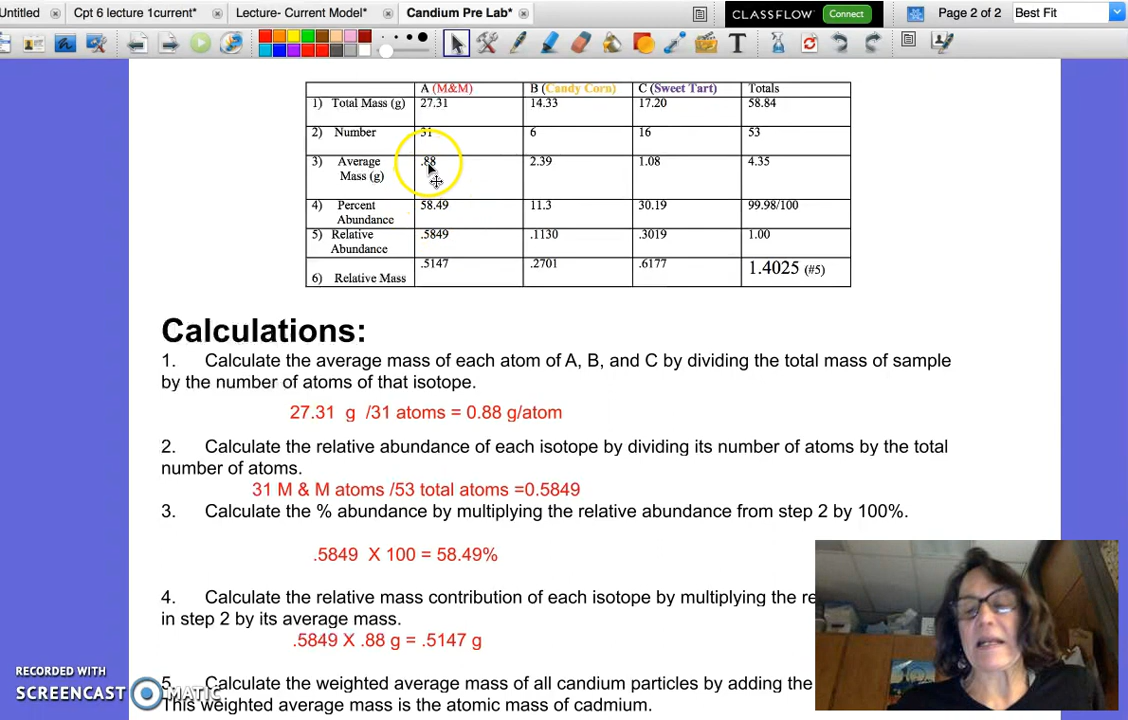 Untitled Cpt 6 lecture 1current* Lecture- Current Model* Candium Pre Lab* CLASSFLOW Connect Page 2 of 2 Best Fit
A (M&M) B (Candy Corn) C (Sweet Tart) Totals
1) Total Mass (g) 27.31 14.33 17.20 58.84
2) Number 31 6 16 53
3) Average Mass (g) .88 2.39 1.08 4.35
4) Percent Abundance 58.49 11.3 30.19 99.98/100
5) Relative Abundance .5849 .1130 .3019 1.00
6) Relative Mass .5147 .2701 .6177 1.4025 (#5)
Calculations:
1. Calculate the average mass of each atom of A, B, and C by dividing the total mass of sample
by the number of atoms of that isotope.
27.31 g /31 atoms = 0.88 g/atom
2. Calculate the relative abundance of each isotope by dividing its number of atoms by the total
number of atoms.
31 M & M atoms /53 total atoms =0.5849
3. Calculate the % abundance by multiplying the relative abundance from step 2 by 100%.
.5849 X 100 = 58.49%
4. Calculate the relative mass contribution of each isotope by multiplying the re
in step 2 by its average mass.
.5849 X .88 g = .5147 g
5. Calculate the weighted average mass of all candium particles by adding the
This weighted average mass is the atomic mass of cadmium.
RECORDED WITH
SCREENCAST MATIC